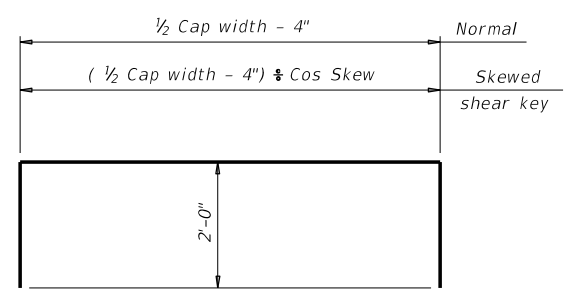 ½ Cap width - 4" Normal
( ½ Cap width - 4") ÷ Cos Skew Skewed
shear key
2'-0"